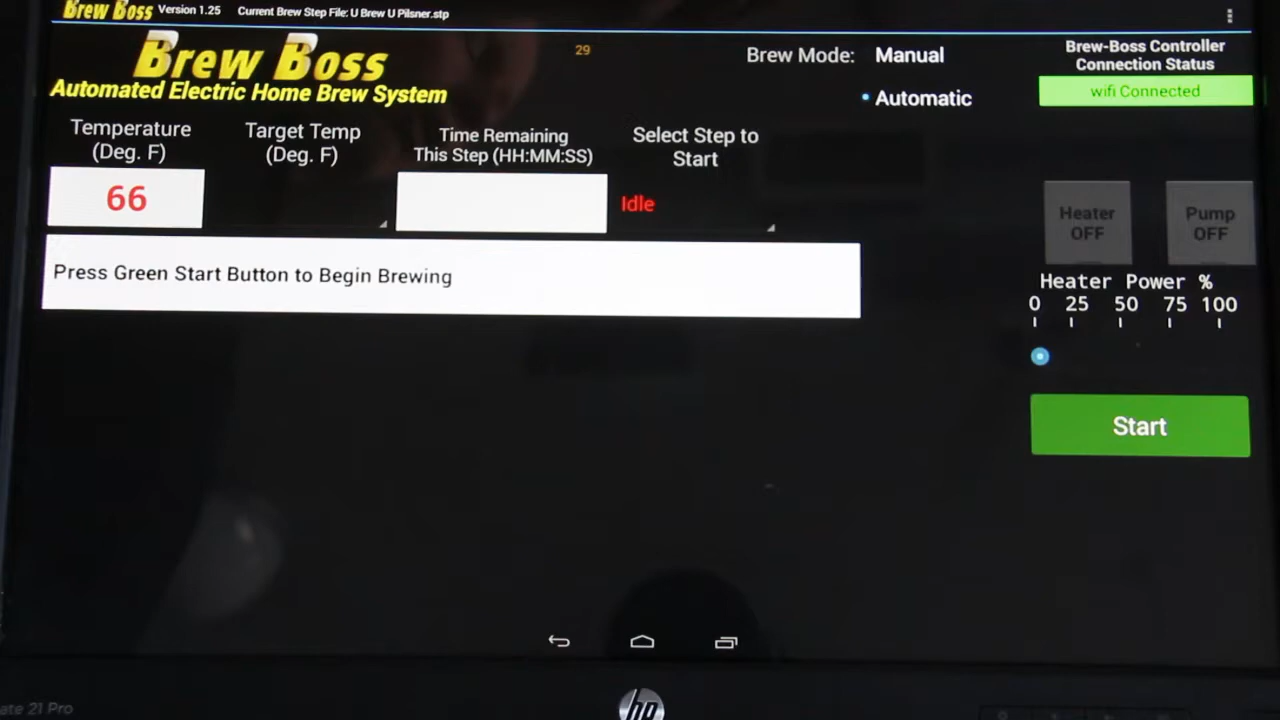 Brew Boss Version 1.25 Current Brew Step File: U Brew U Pilsner.stp
Brew Boss
Automated Electric Home Brew System
29
Brew Mode: Manual
• Automatic
Brew-Boss Controller
Connection Status
wifi Connected
Temperature
(Deg. F)
Target Temp
(Deg. F)
Time Remaining
This Step (HH:MM:SS)
Select Step to
Start
66
Idle
Heater
OFF
Pump
OFF
Press Green Start Button to Begin Brewing
Heater Power %
0 25 50 75 100
Start
21 Pro
hp